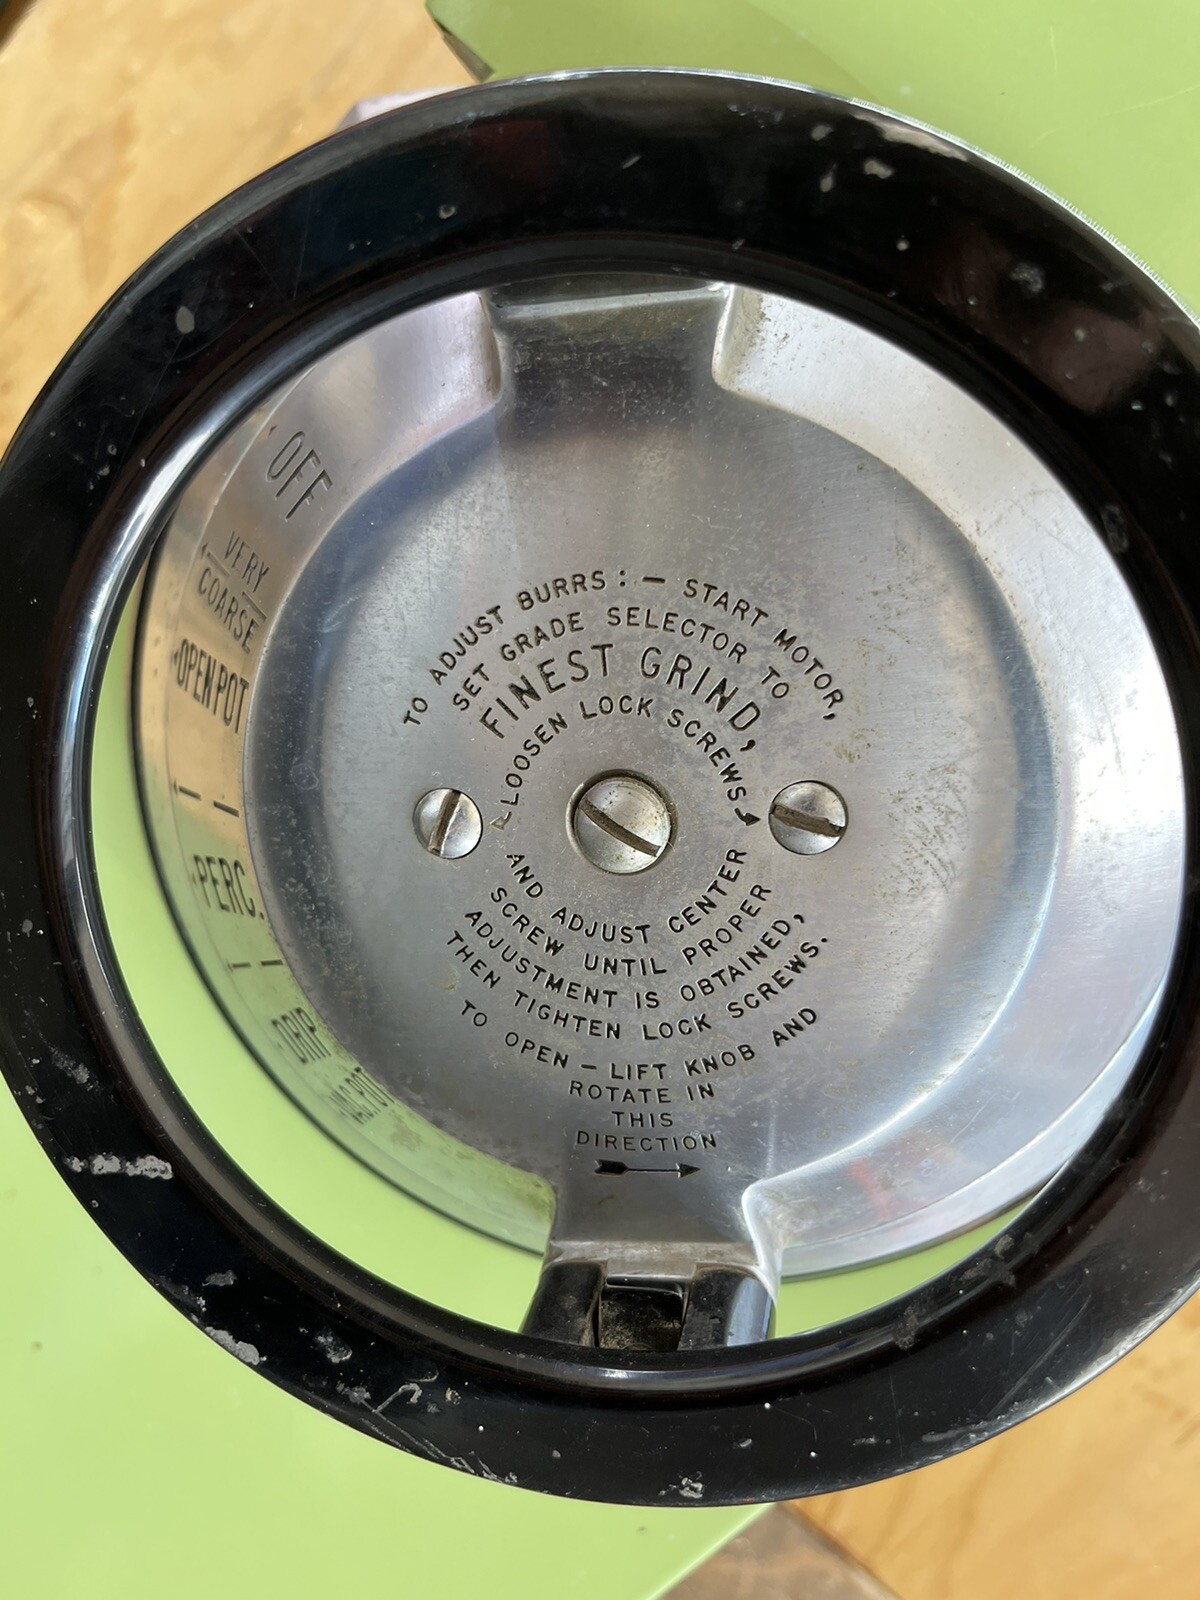 TO ADJUST BURRS: — START MOTOR,
SET GRADE SELECTOR TO
FINEST GRIND,
LOOSEN LOCK SCREWS
AND ADJUST CENTER
SCREW UNTIL PROPER
ADJUSTMENT IS OBTAINED,
THEN TIGHTEN LOCK SCREWS.
TO OPEN — LIFT KNOB AND
ROTATE IN
THIS
DIRECTION
OFF
VERY
COARSE
OPEN POT
PERC.
DRIP
VAC. POT